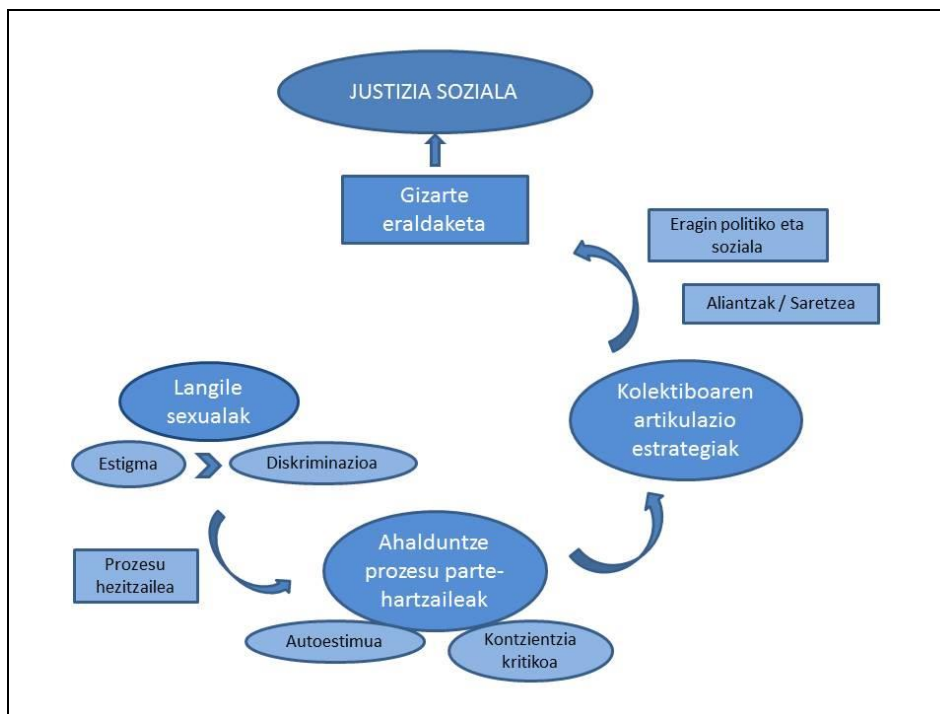 JUSTIZIA SOZIALA
Gizarte
eraldaketa
Eragin politiko eta
soziala
Aliantzak / Saretzea
Langile
sexualak
Estigma
Diskriminazioa
Kolektiboaren
artikulazio
estrategiak
Prozesu
hezitzailea
Ahalduntze
prozesu parte-
hartzaileak
Autoestimua
Kontzientzia
kritikoa